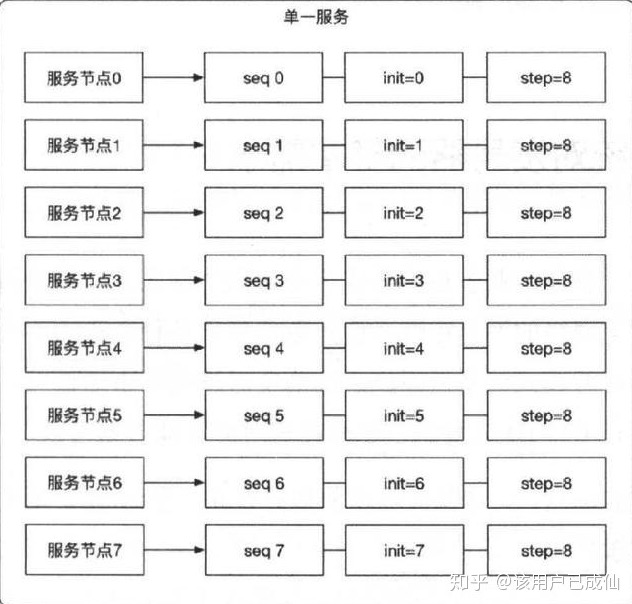 单一服务
服务节点0 seq 0 init=0 step=8
服务节点1 seq 1 init=1 step=8
服务节点2 seq 2 init=2 step=8
服务节点3 seq 3 init=3 step=8
服务节点4 seq 4 init=4 step=8
服务节点5 seq 5 init=5 step=8
服务节点6 seq 6 init=6 step=8
服务节点7 seq 7 init=7 step=8
知乎 @该用户已成仙